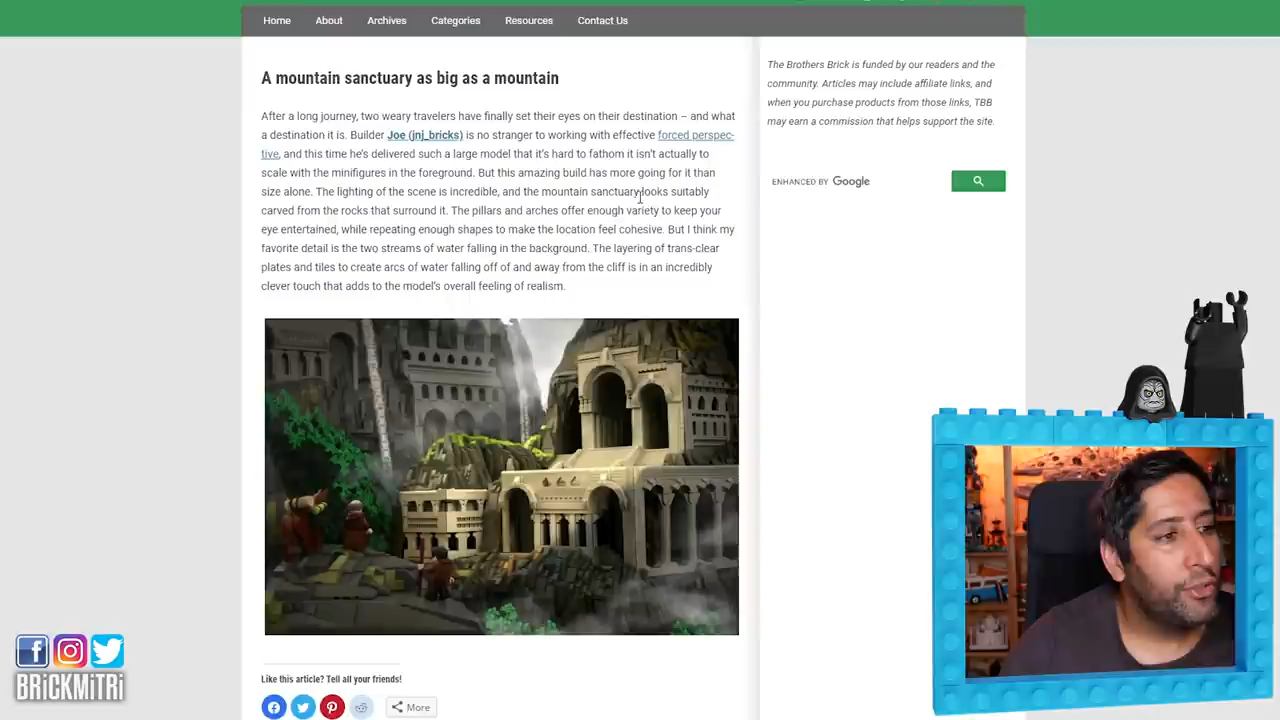 Home
About
Archives
Categories
Resources
Contact Us
A mountain sanctuary as big as a mountain
After a long journey, two weary travelers have finally set their eyes on their destination – and what
a destination it is. Builder Joe (jnj_bricks) is no stranger to working with effective forced perspec-
tive, and this time he's delivered such a large model that it's hard to fathom it isn't actually to
scale with the minifigures in the foreground. But this amazing build has more going for it than
size alone. The lighting of the scene is incredible, and the mountain sanctuary looks suitably
carved from the rocks that surround it. The pillars and arches offer enough variety to keep your
eye entertained, while repeating enough shapes to make the location feel cohesive. But I think my
favorite detail is the two streams of water falling in the background. The layering of trans-clear
plates and tiles to create arcs of water falling off of and away from the cliff is in an incredibly
clever touch that adds to the model's overall feeling of realism.
Like this article? Tell all your friends!
More
The Brothers Brick is funded by our readers and the
community. Articles may include affiliate links, and
when you purchase products from those links, TBB
may earn a commission that helps support the site.
ENHANCED BY Google
BRiCKMiTRi